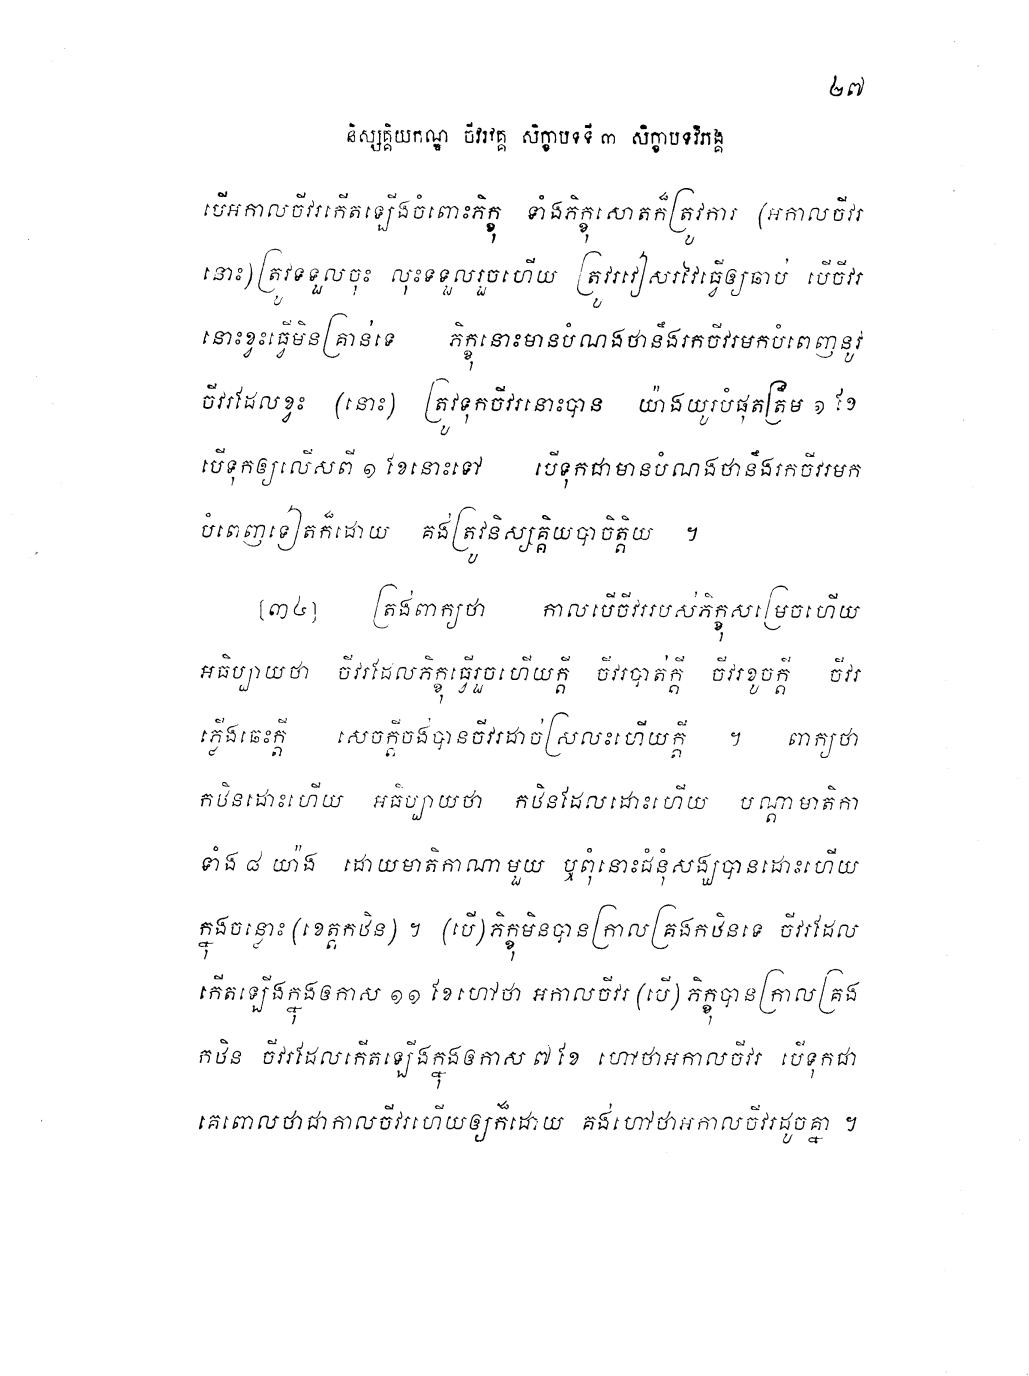 ២៧
និស្សគ្គិយកណ្ឌ ចីវរវគ្គ សិក្ខាបទទី ៣ សិក្ខាបទវិភង្គ
បើអកាលចីវរកើតឡើងចំពោះភិក្ខុ ទាំងភិក្ខុសោតក៏ត្រូវការ (អកាលចីវរ
នោះ) ត្រូវទទួលចុះ លុះទទួលរួចហើយ ត្រូវរវៀសរវៃធ្វើឲ្យឆាប់ បើចីវរ
នោះខ្វះធ្វើមិនគ្រាន់ទេ ភិក្ខុនោះមានបំណងថានឹងរកចីវរមកបំពេញនូវ
ចីវរដែលខ្វះ (នោះ) ត្រូវទុកចីវរនោះបាន យ៉ាងយូរបំផុតត្រឹម ១ ខែ
បើទុកឲ្យលើសពី ១ ខែនោះទៅ បើទុកជាមានបំណងថានឹងរកចីវរមក
បំពេញទៀតក៏ដោយ គង់ត្រូវនិស្សគ្គិយបាចិត្តិយ ។
[៣៤] ត្រង់ពាក្យថា កាលបើចីវររបស់ភិក្ខុសម្រេចហើយ
អធិប្បាយថា ចីវរដែលភិក្ខុធ្វើរួចហើយក្តី ចីវរបាត់ក្តី ចីវរខូចក្តី ចីវរ
ភ្លើងឆេះក្តី សេចក្តីចង់បានចីវរដាច់ស្រលះហើយក្តី ។ ពាក្យថា
កឋិនដោះហើយ អធិប្បាយថា កឋិនដែលដោះហើយ បណ្តាមាតិកា
ទាំង ៨ យ៉ាង ដោយមាតិកាណាមួយ ឬពុំនោះជំនុំសង្ឃបានដោះហើយ
ក្នុងចន្លោះ (ខេត្តកឋិន) ។ (បើ) ភិក្ខុមិនបានក្រាលគ្រងកឋិនទេ ចីវរដែល
កើតឡើងក្នុងឲកាស ១១ ខែហៅថា អកាលចីវរ (បើ) ភិក្ខុបានក្រាលគ្រង
កឋិន ចីវរដែលកើតឡើងក្នុងឲកាស ៧ ខែ ហៅថាអកាលចីវរ បើទុកជា
គេពោលថាជាកាលចីវរហើយឲ្យក៏ដោយ គង់ហៅថាអកាលចីវរដូចគ្នា ។